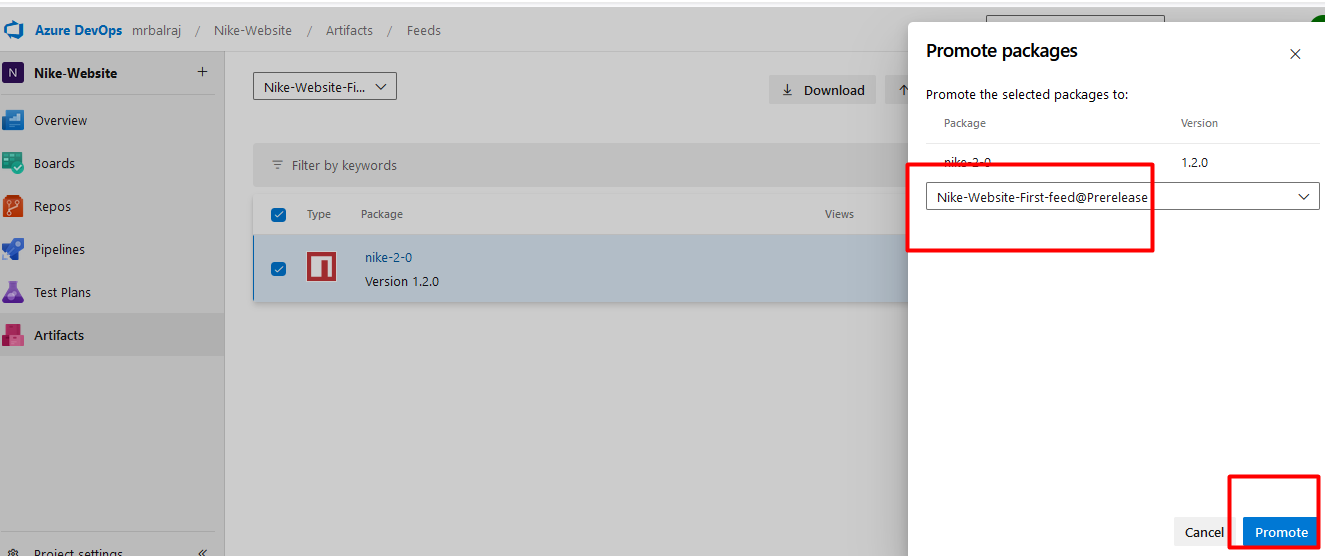 Azure DevOps mrbalraj / Nike-Website / Artifacts / Feeds
N Nike-Website +
Overview
Boards
Repos
Pipelines
Test Plans
Artifacts
Project settings
Nike-Website-Fi...
Download
Filter by keywords
Type Package Views
nike-2-0
Version 1.2.0
Promote packages
Promote the selected packages to:
Package Version
nike-2-0 1.2.0
Nike-Website-First-feed@Prerelease
Cancel Promote